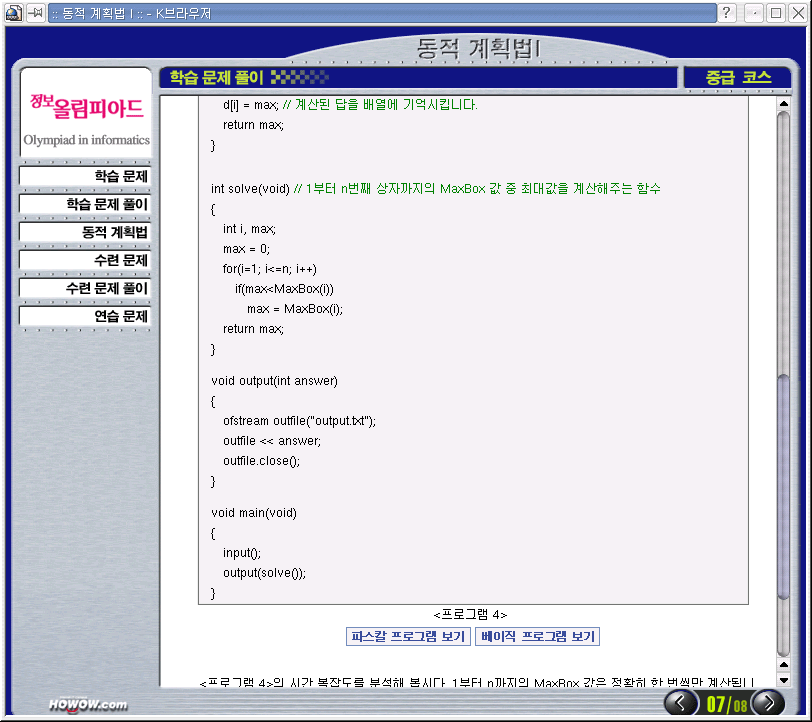 :: 동적 계획법 I :: - K브라우저
동적 계획법I
학습 문제 풀이
중급 코스
정보올림피아드
Olympiad in informatics
학습 문제
학습 문제 풀이
동적 계획법
수련 문제
수련 문제 풀이
연습 문제
d[i] = max; // 계산된 답을 배열에 기억시킵니다.
return max;
}
int solve(void) // 1부터 n번째 상자까지의 MaxBox 값 중 최대값을 계산해주는 함수
{
int i, max;
max = 0;
for(i=1; i<=n; i++)
if(max<MaxBox(i))
max = MaxBox(i);
return max;
}
void output(int answer)
{
ofstream outfile("output.txt");
outfile << answer;
outfile.close();
}
void main(void)
{
input();
output(solve());
}
<프로그램 4>
파스칼 프로그램 보기 베이직 프로그램 보기
<프로그램 4>의 시간 복잡도를 분석해 봅시다. 1부터 n까지의 MaxBox 값은 정확히 한 번씩만 계산됩니
HOWOW.com
07/08